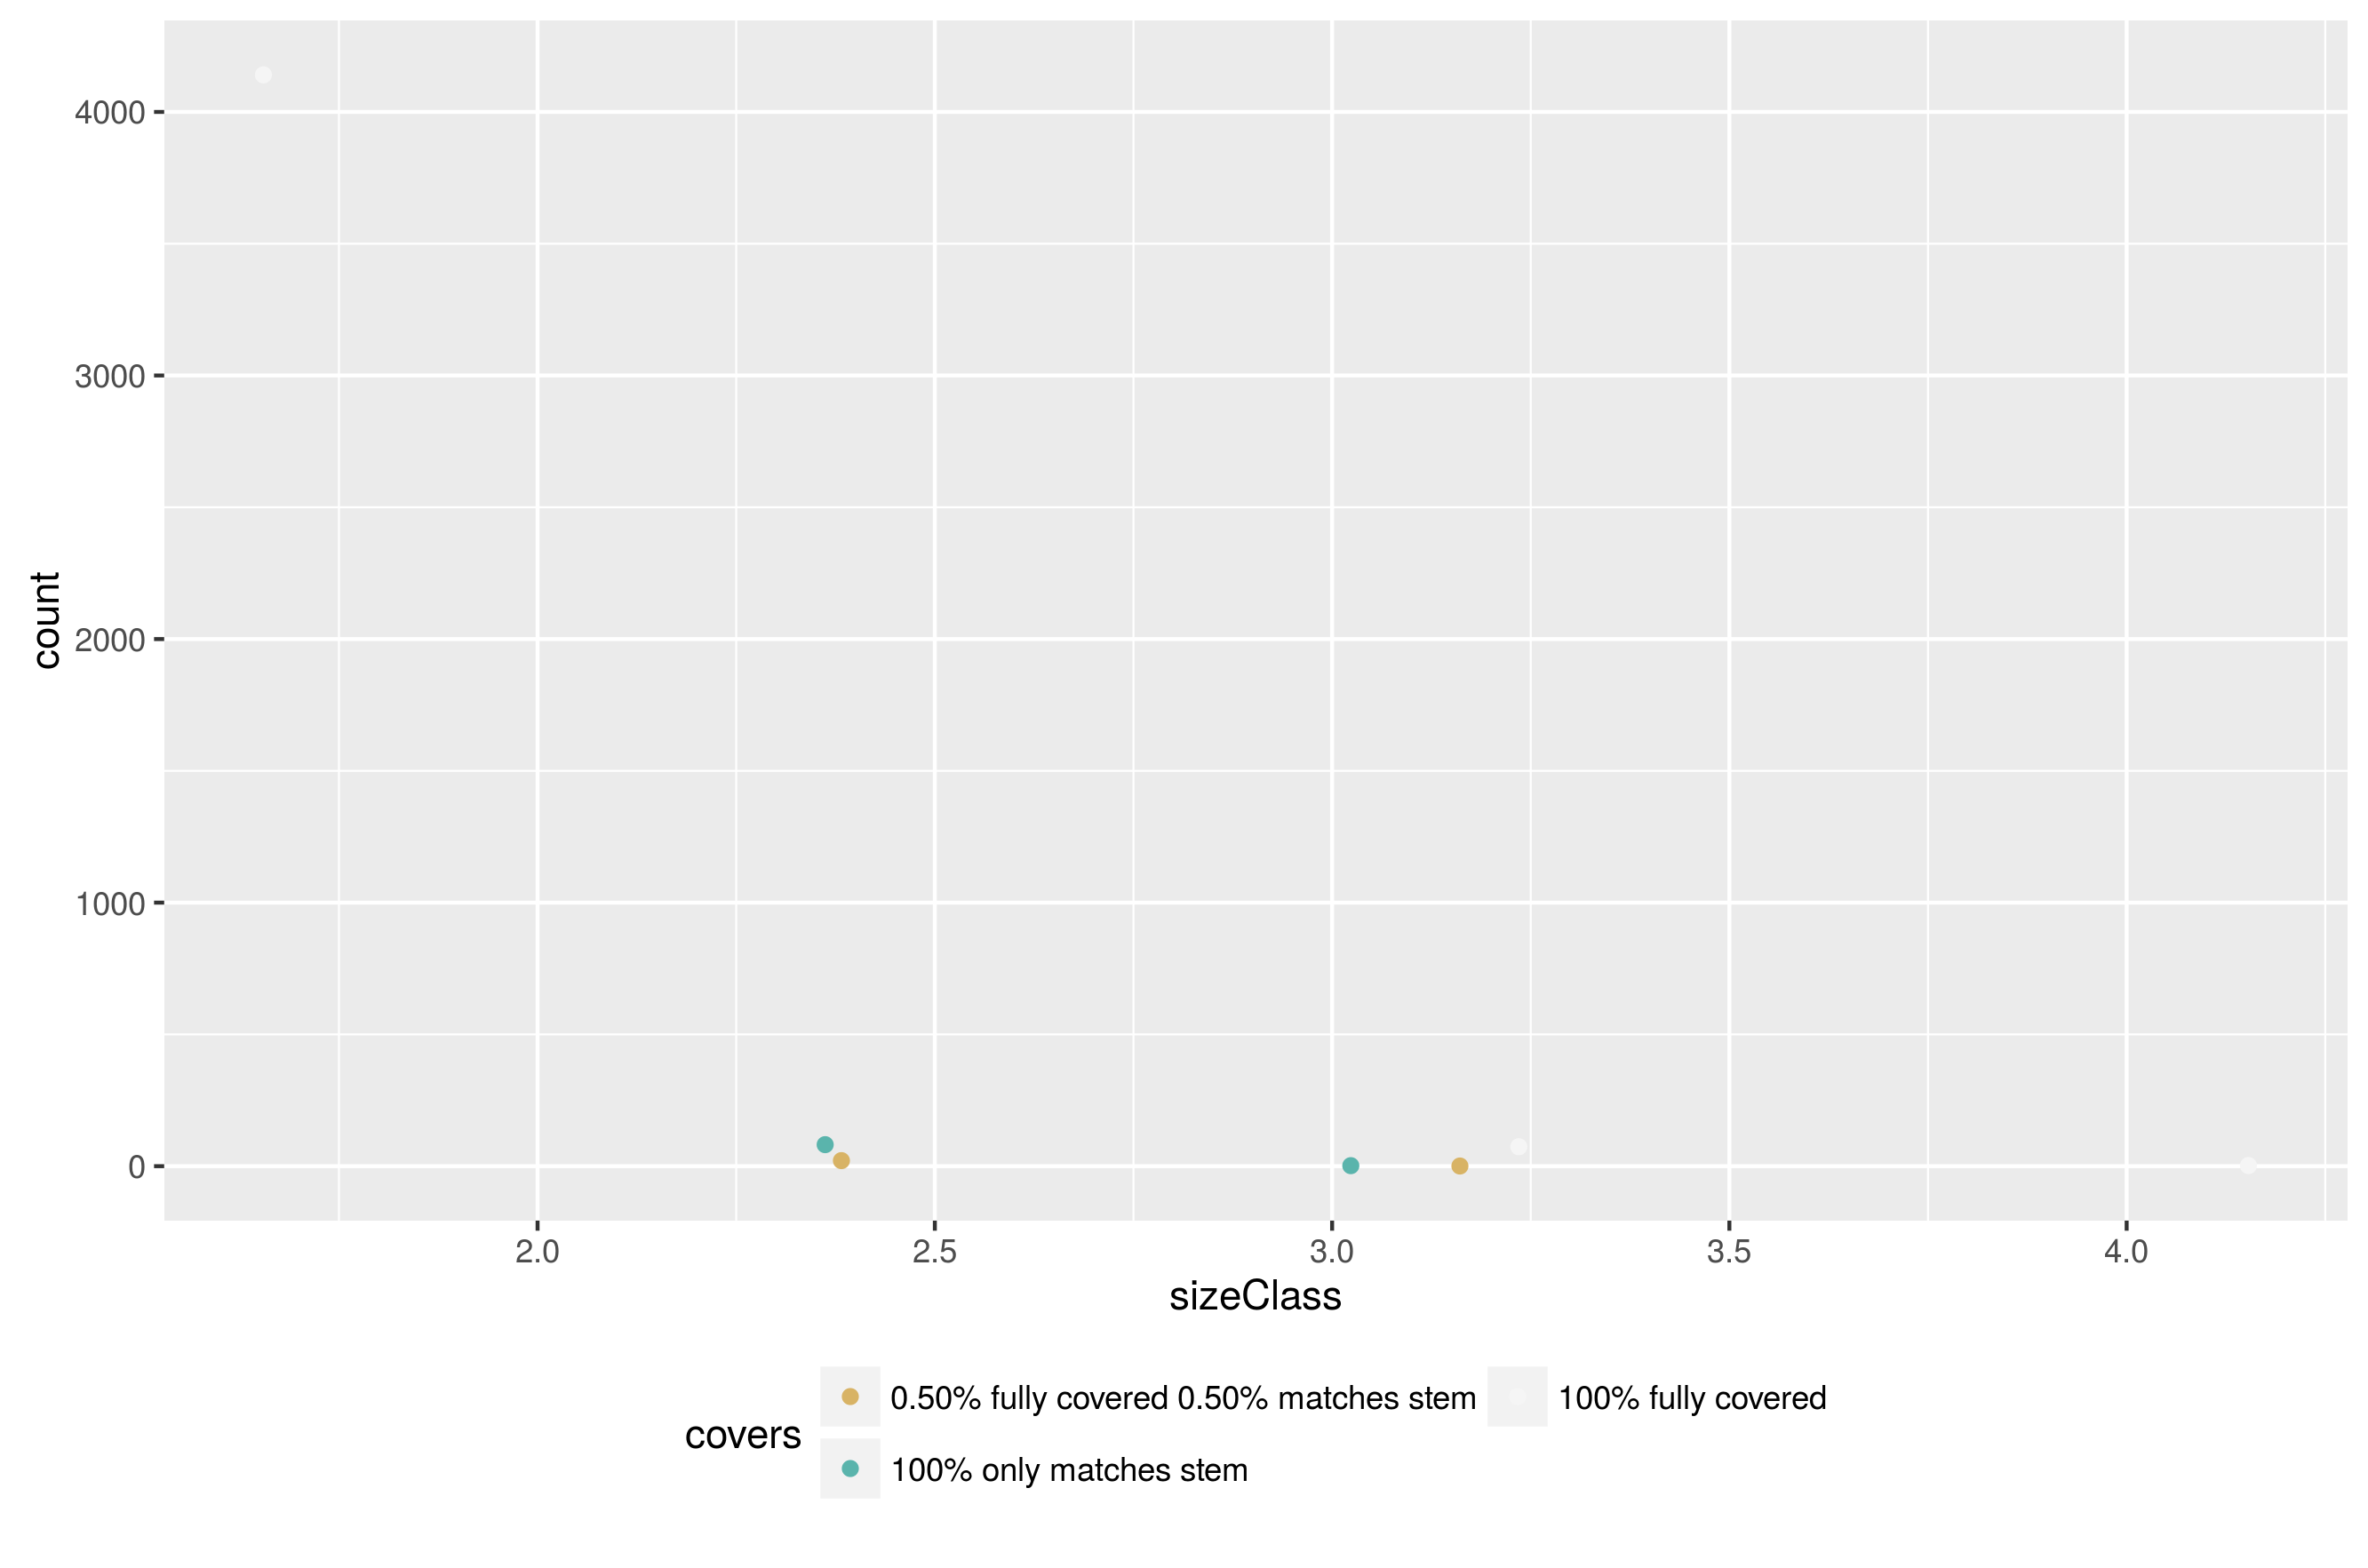 4000
3000
2000
1000
0
count
2.0 2.5 3.0 3.5 4.0
sizeClass
covers
0.50% fully covered 0.50% matches stem
100% fully covered
100% only matches stem